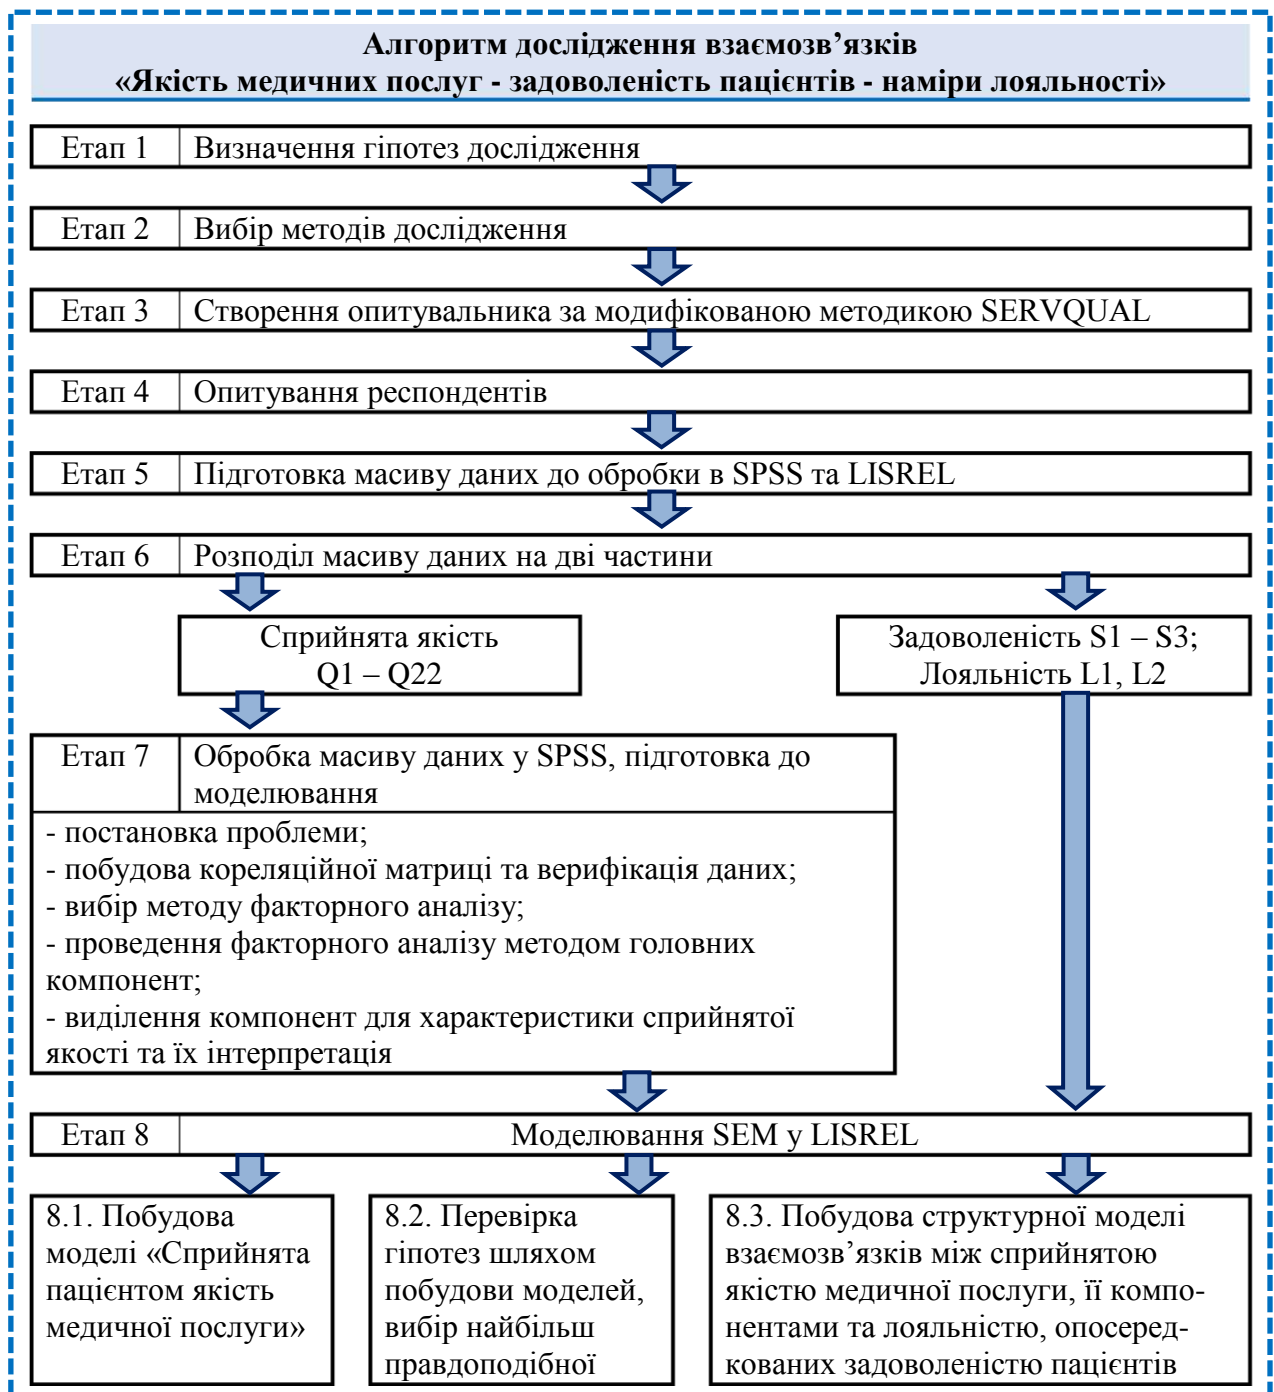 Алгоритм дослідження взаємозв’язків
«Якість медичних послуг - задоволеність пацієнтів - наміри лояльності»
Етап 1 Визначення гіпотез дослідження
Етап 2 Вибір методів дослідження
Етап 3 Створення опитувальника за модифікованою методикою SERVQUAL
Етап 4 Опитування респондентів
Етап 5 Підготовка масиву даних до обробки в SPSS та LISREL
Етап 6 Розподіл масиву даних на дві частини
Сприйнята якість
Q1 – Q22
Задоволеність S1 – S3;
Лояльність L1, L2
Етап 7 Обробка масиву даних у SPSS, підготовка до
моделювання
- постановка проблеми;
- побудова кореляційної матриці та верифікація даних;
- вибір методу факторного аналізу;
- проведення факторного аналізу методом головних
компонент;
- виділення компонент для характеристики сприйнятої
якості та їх інтерпретація
Етап 8 Моделювання SEM у LISREL
8.1. Побудова
моделі «Сприйнята
пацієнтом якість
медичної послуги»
8.2. Перевірка
гіпотез шляхом
побудови моделей,
вибір найбільш
правдоподібної
8.3. Побудова структурної моделі
взаємозв’язків між сприйнятою
якістю медичної послуги, її компо-
нентами та лояльністю, опосеред-
кованих задоволеністю пацієнтів